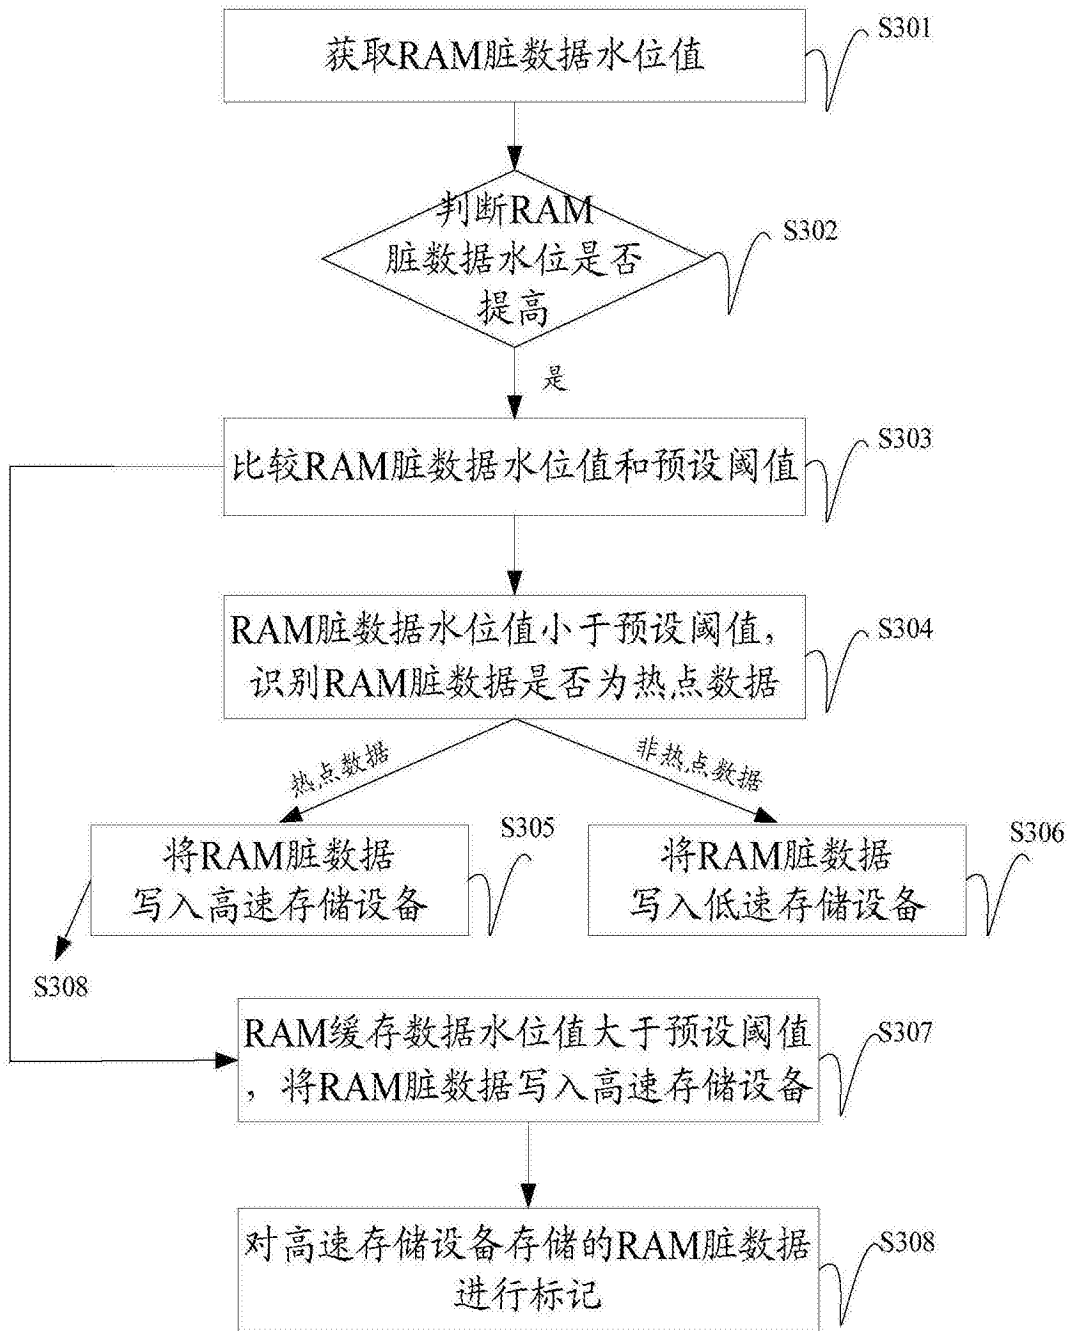 获取RAM脏数据水位值
S301
判断RAM
脏数据水位是否
提高
S302
是
比较RAM脏数据水位值和预设阈值
S303
RAM脏数据水位值小于预设阈值，
识别RAM脏数据是否为热点数据
S304
热点数据
非热点数据
将RAM脏数据
写入高速存储设备
S305
将RAM脏数据
写入低速存储设备
S306
S308
RAM缓存数据水位值大于预设阈值
，将RAM脏数据写入高速存储设备
S307
对高速存储设备存储的RAM脏数据
进行标记
S308